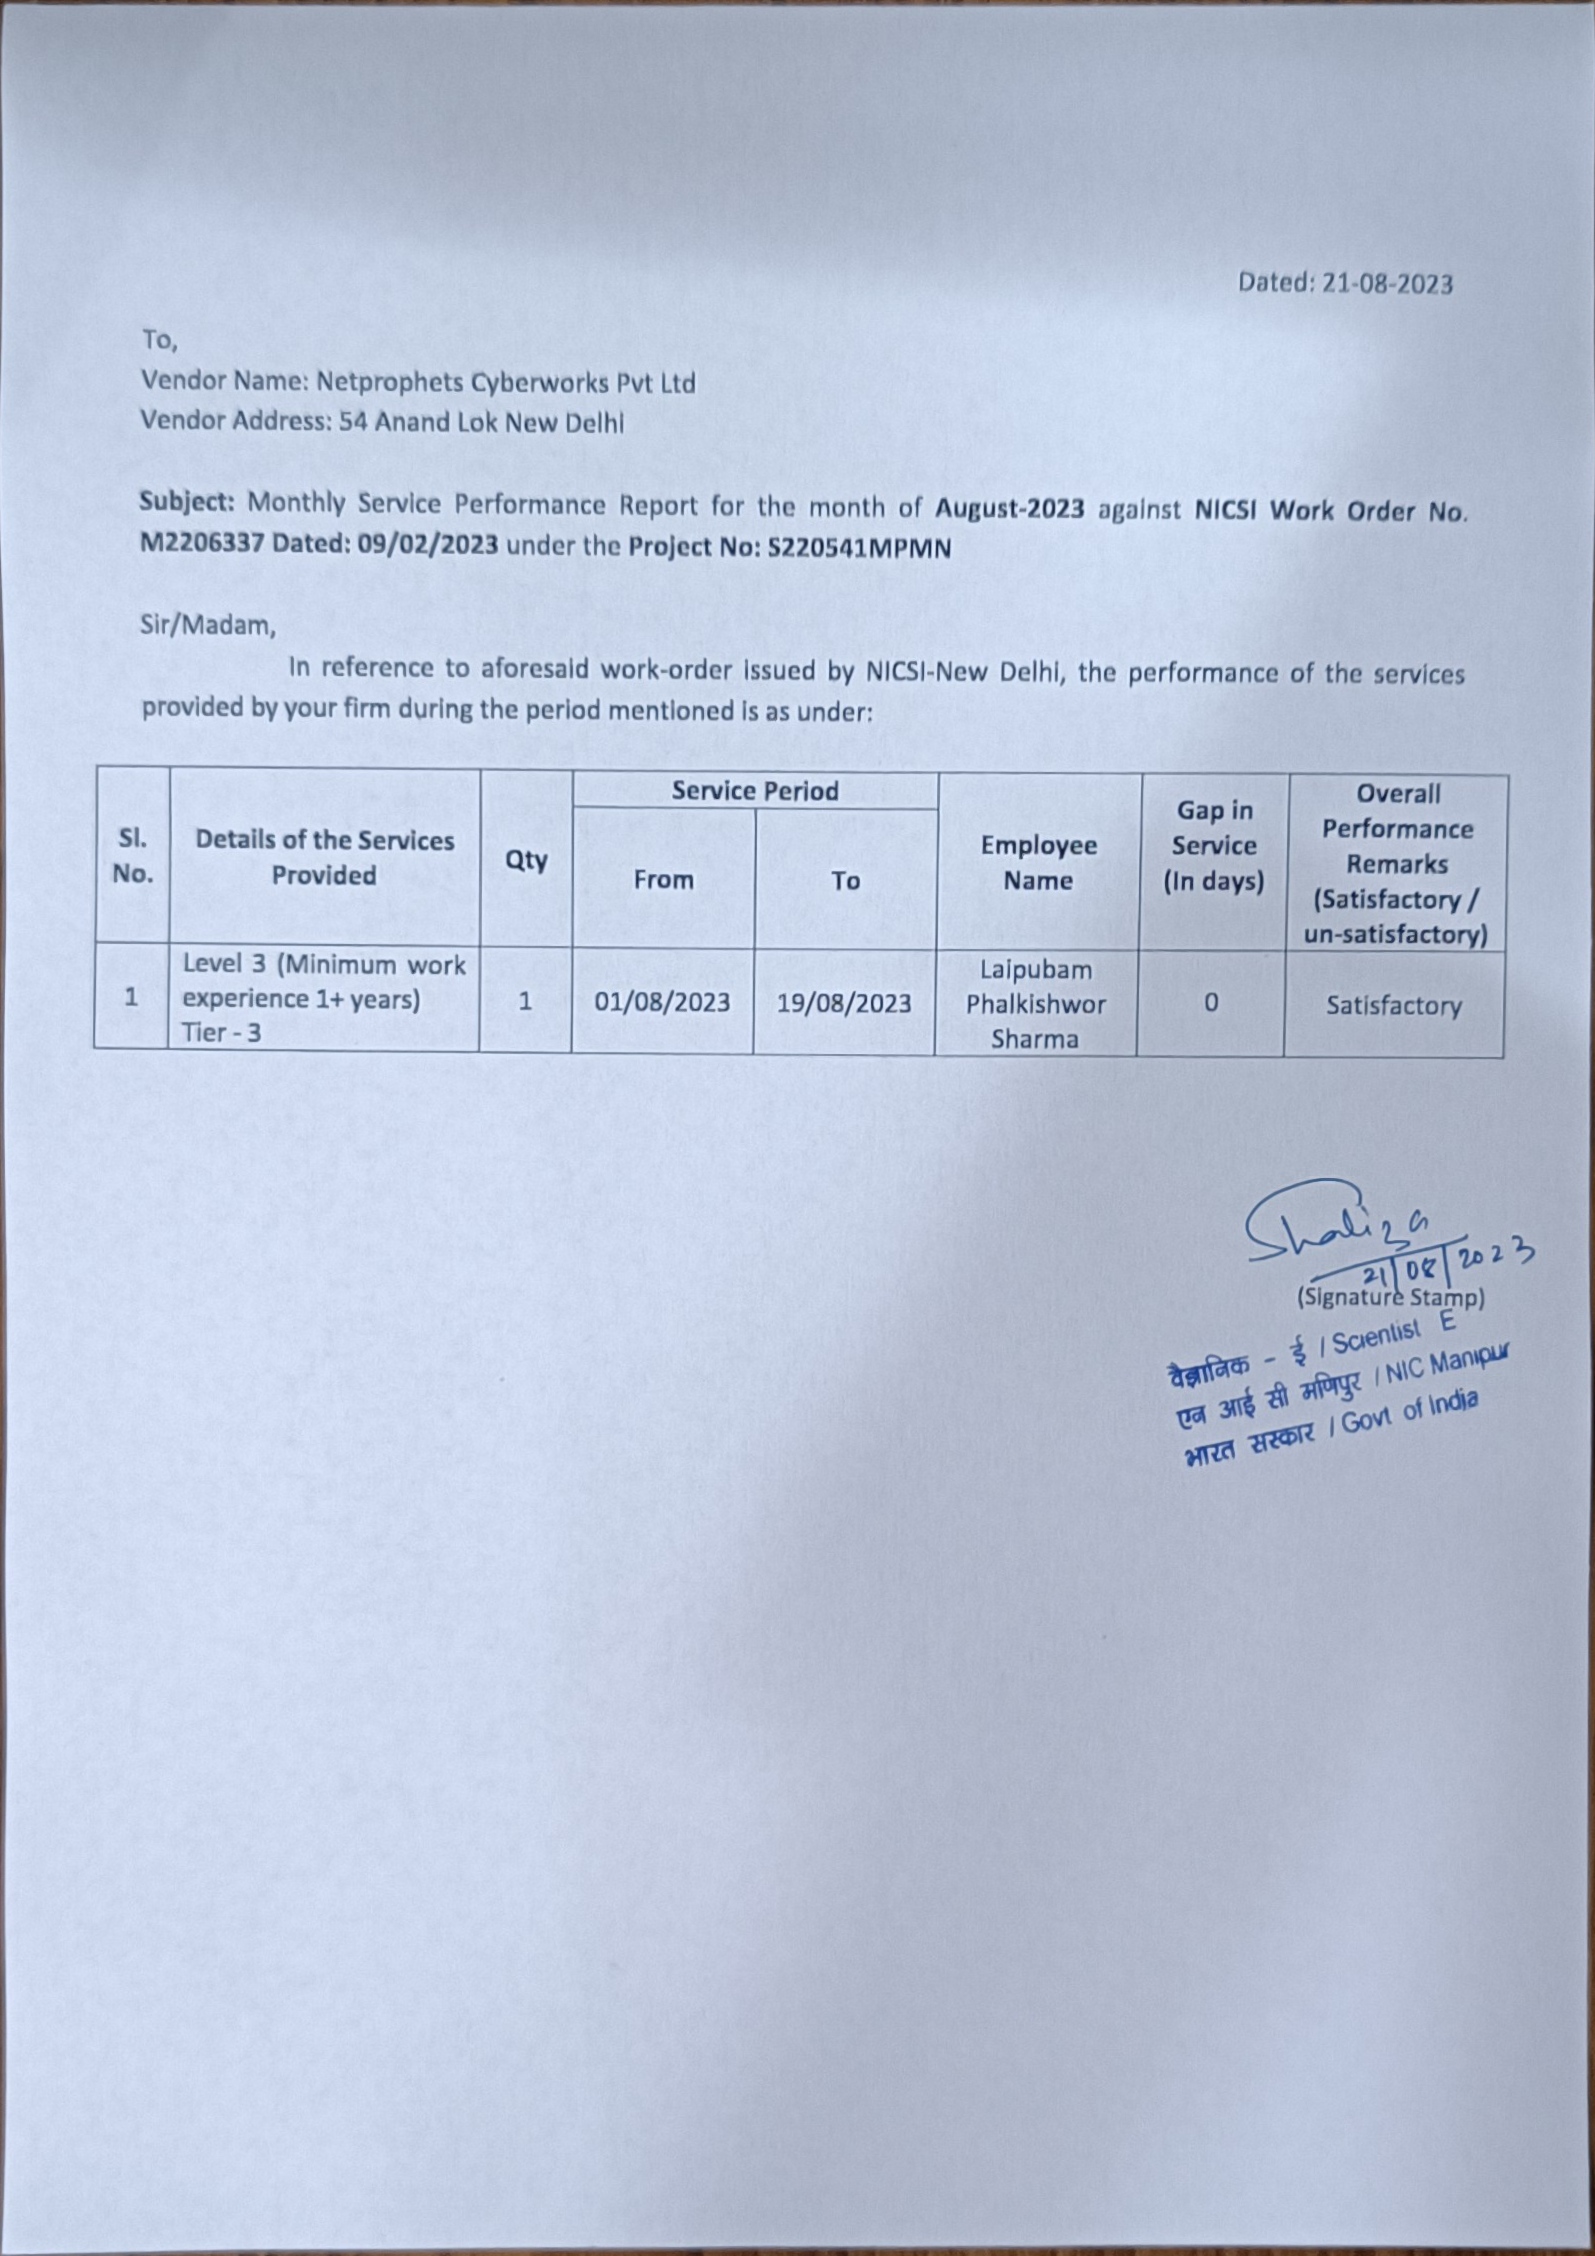 Dated: 21-08-2023
To,
Vendor Name: Netprophets Cyberworks Pvt Ltd
Vendor Address: 54 Anand Lok New Delhi
Subject: Monthly Service Performance Report for the month of August-2023 against NICSI Work Order No.
M2206337 Dated: 09/02/2023 under the Project No: S220541MPMN
Sir/Madam,
In reference to aforesaid work-order issued by NICSI-New Delhi, the performance of the services
provided by your firm during the period mentioned is as under:
Sl. No. | Details of the Services Provided | Qty | Service Period From | To | Employee Name | Gap in Service (In days) | Overall Performance Remarks (Satisfactory / un-satisfactory)
1 | Level 3 (Minimum work experience 1+ years) Tier - 3 | 1 | 01/08/2023 | 19/08/2023 | Laipubam Phalkishwor Sharma | 0 | Satisfactory
Shaliza
21/08/2023
(Signature Stamp)
वैज्ञानिक - ई / Scientist E
एन आई सी मणिपुर / NIC Manipur
भारत सरकार / Govt of India